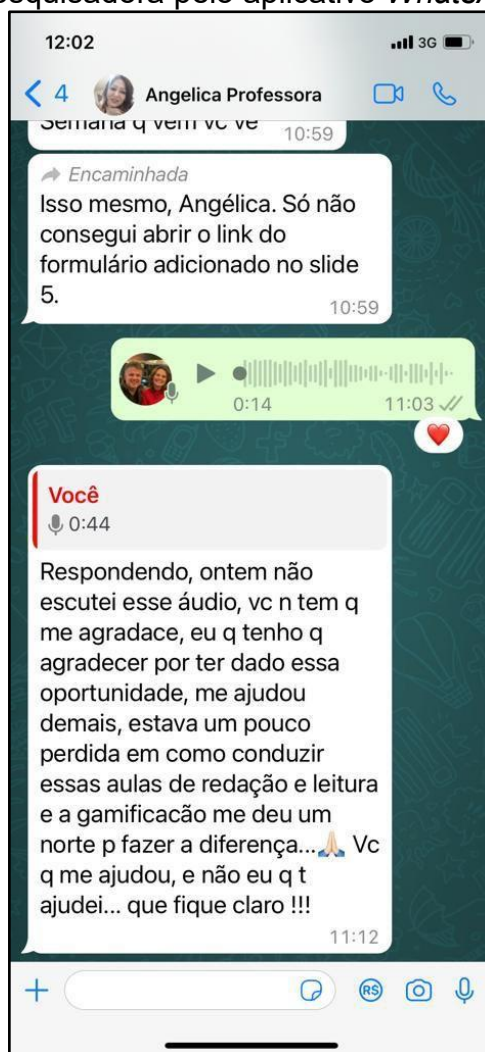 esquisadora pelo aplicativo
12:02
3G
4 Angelica Professora
Semana q vem vc ve 10:59
Encaminhada
Isso mesmo, Angélica. Só não
consegui abrir o link do
formulário adicionado no slide
5.
10:59
0:14 11:03
Você
0:44
Respondendo, ontem não
escutei esse áudio, vc n tem q
me agradace, eu q tenho q
agradecer por ter dado essa
oportunidade, me ajudou
demais, estava um pouco
perdida em como conduzir
essas aulas de redação e leitura
e a gamificacão me deu um
norte p fazer a diferença...🙏🏻 Vc
q me ajudou, e não eu q t
ajudei... que fique claro !!!
11:12
R$